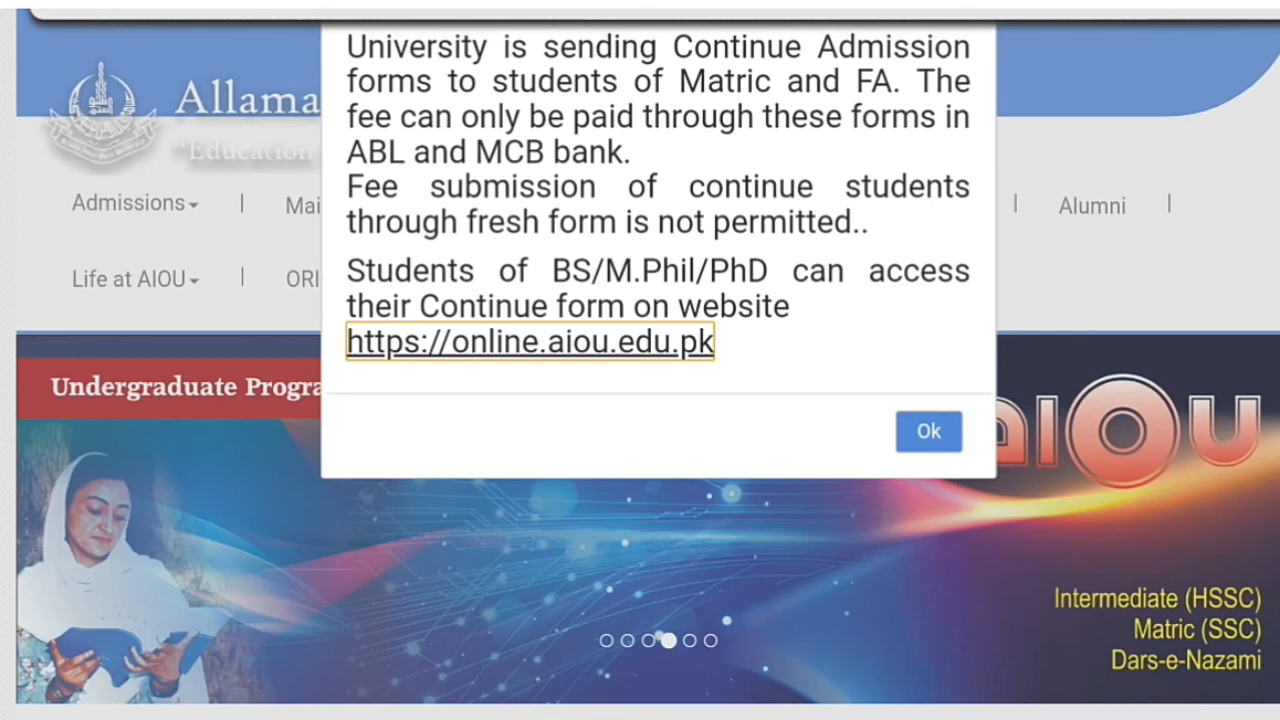 University is sending Continue Admission
forms to students of Matric and FA. The
fee can only be paid through these forms in
ABL and MCB bank.
Fee submission of continue students
through fresh form is not permitted..
Students of BS/M.Phil/PhD can access
their Continue form on website
https://online.aiou.edu.pk
Ok
Allama
"Education
Admissions
Mai
Alumni
Life at AIOU
ORI
Undergraduate Progra
AIOU
Intermediate (HSSC)
Matric (SSC)
Dars-e-Nazami